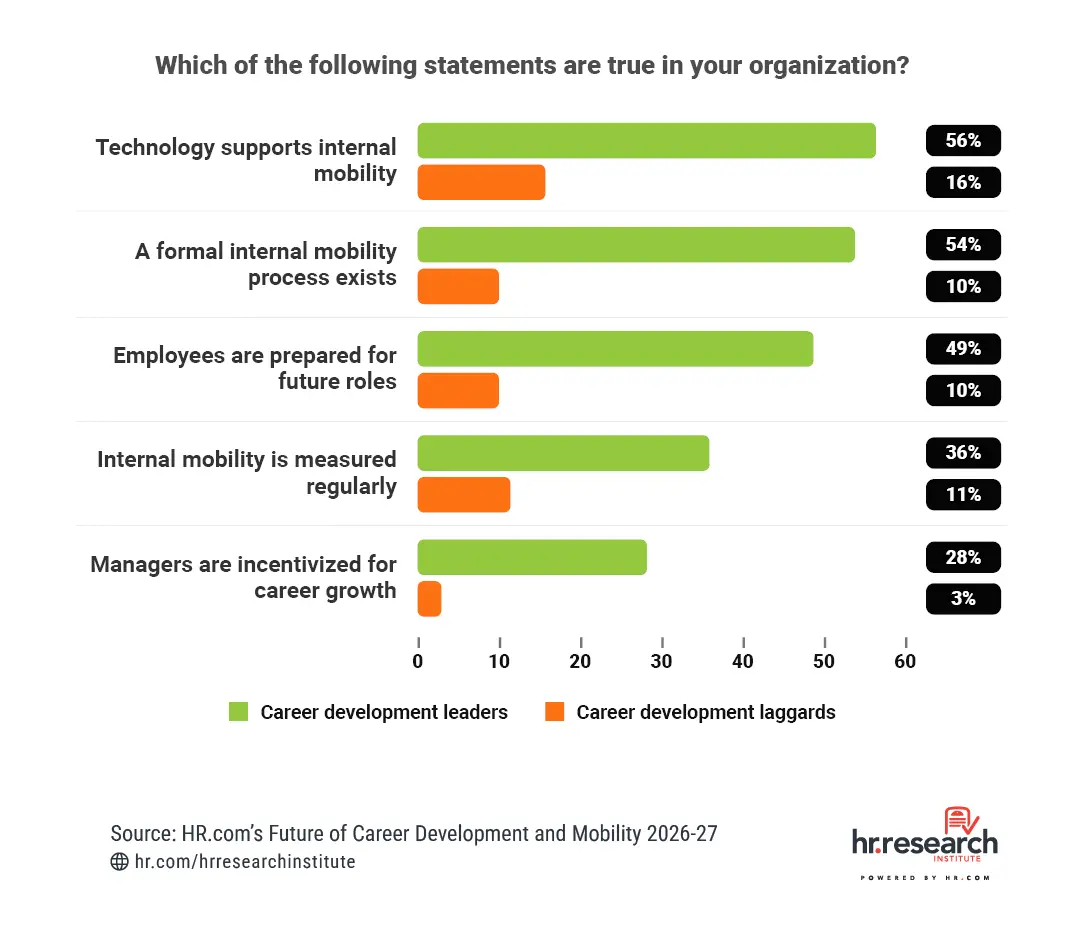 Which of the following statements are true in your organization?
Technology supports internal
mobility
56%
16%
A formal internal mobility
process exists
54%
10%
Employees are prepared for
future roles
49%
10%
Internal mobility is measured
regularly
36%
11%
Managers are incentivized for
career growth
28%
3%
0 10 20 30 40 50 60
Career development leaders Career development laggards
Source: HR.com’s Future of Career Development and Mobility 2026-27
hr.com/hrresearchinstitute
hr.research
INSTITUTE
POWERED BY HR.COM